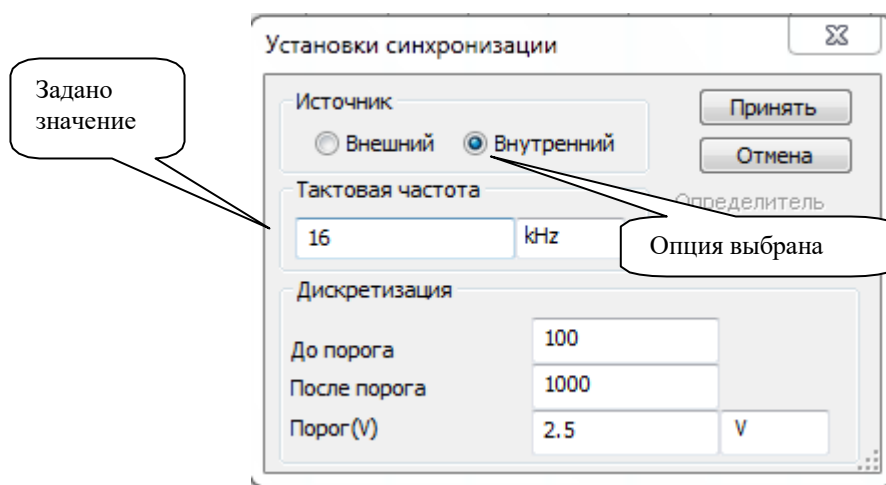 Установки синхронизации
Задано
значение
Источник
Внешний
Внутренний
Принять
Отмена
Тактовая частота
Определитель
16
kHz
Опция выбрана
Дискретизация
До порога
100
После порога
1000
Порог(V)
2.5
V